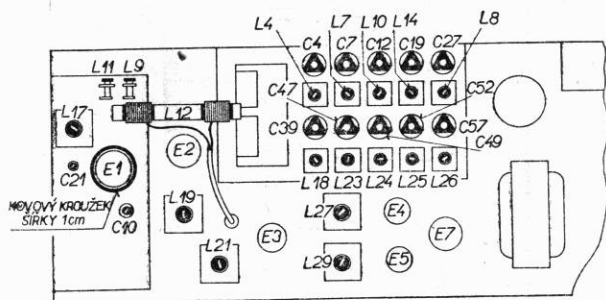 L4 L7 L10 L14 L8
C4 C7 C12 C19 C27
L11 L9
C47 C52
L17 L12 C39 C57
E2 C49
C21 E1
L18 L23 L24 L25 L26
KOVOVÝ KROUŽEK
ŠÍRKY 1cm
C10 L19 L27 E4
E3 E7
L21 L29 E5